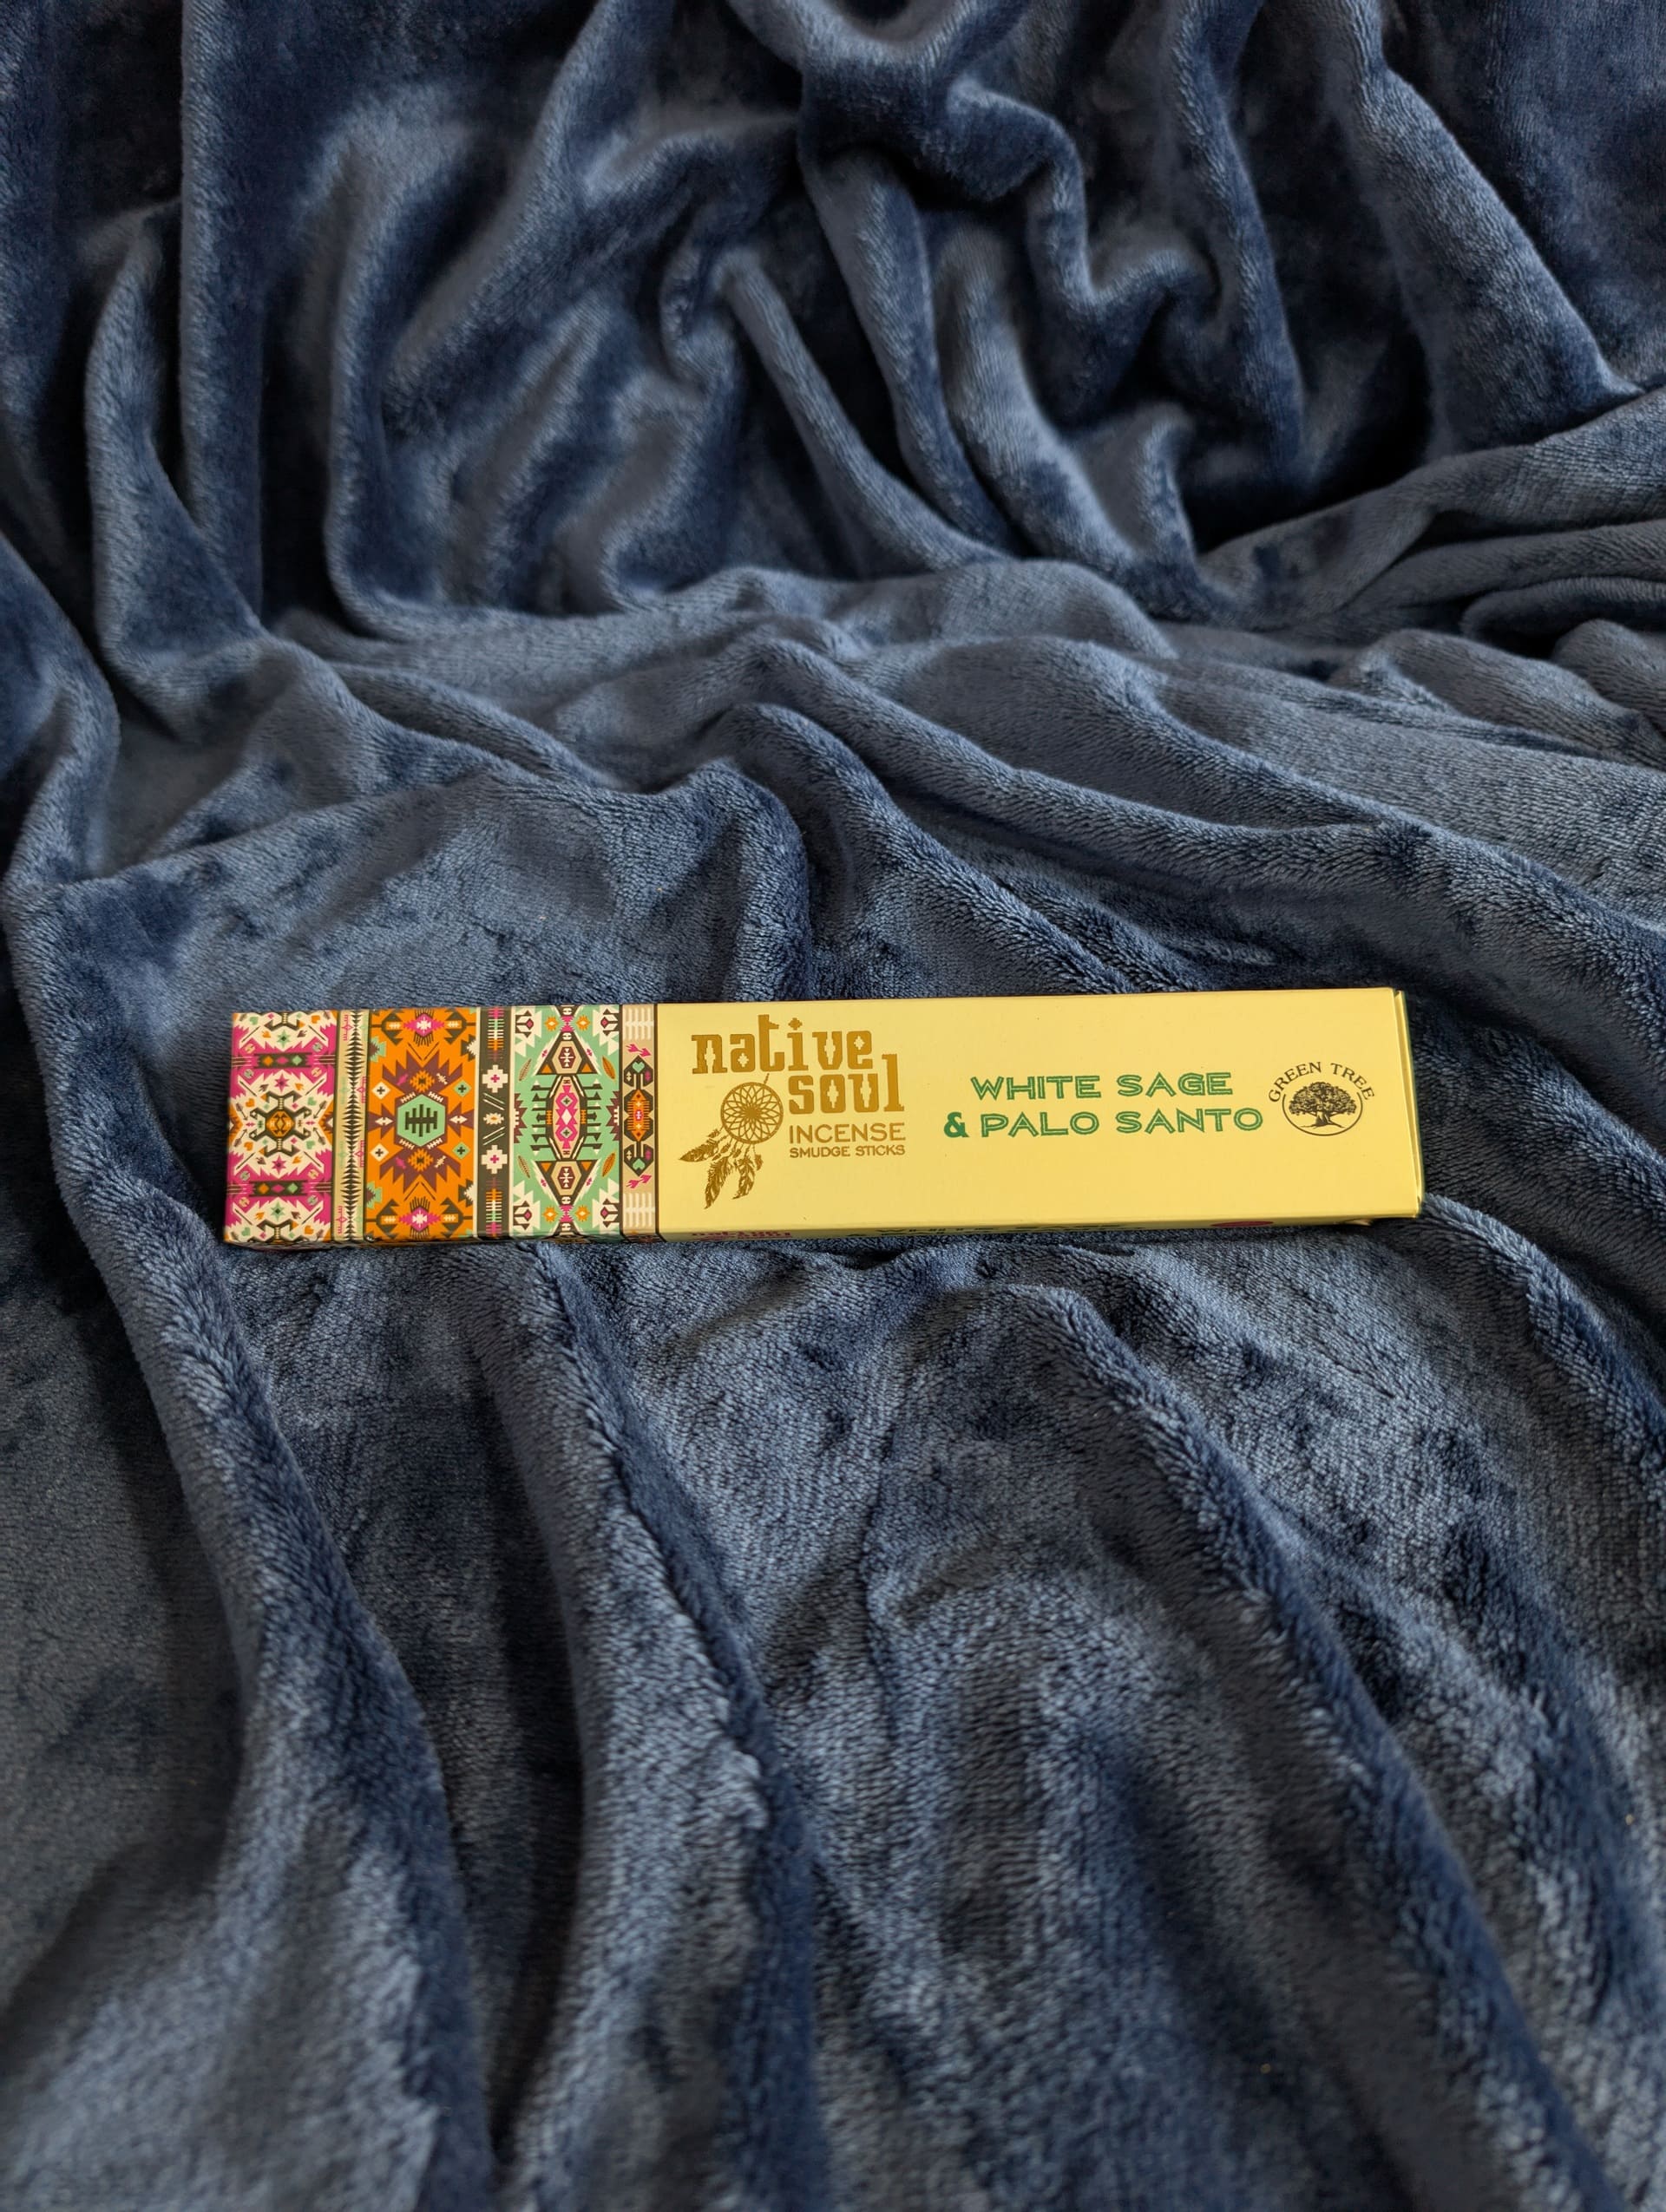 native
soul
INCENSE
SMUDGE STICKS
WHITE SAGE
& PALO SANTO
GREEN TREE